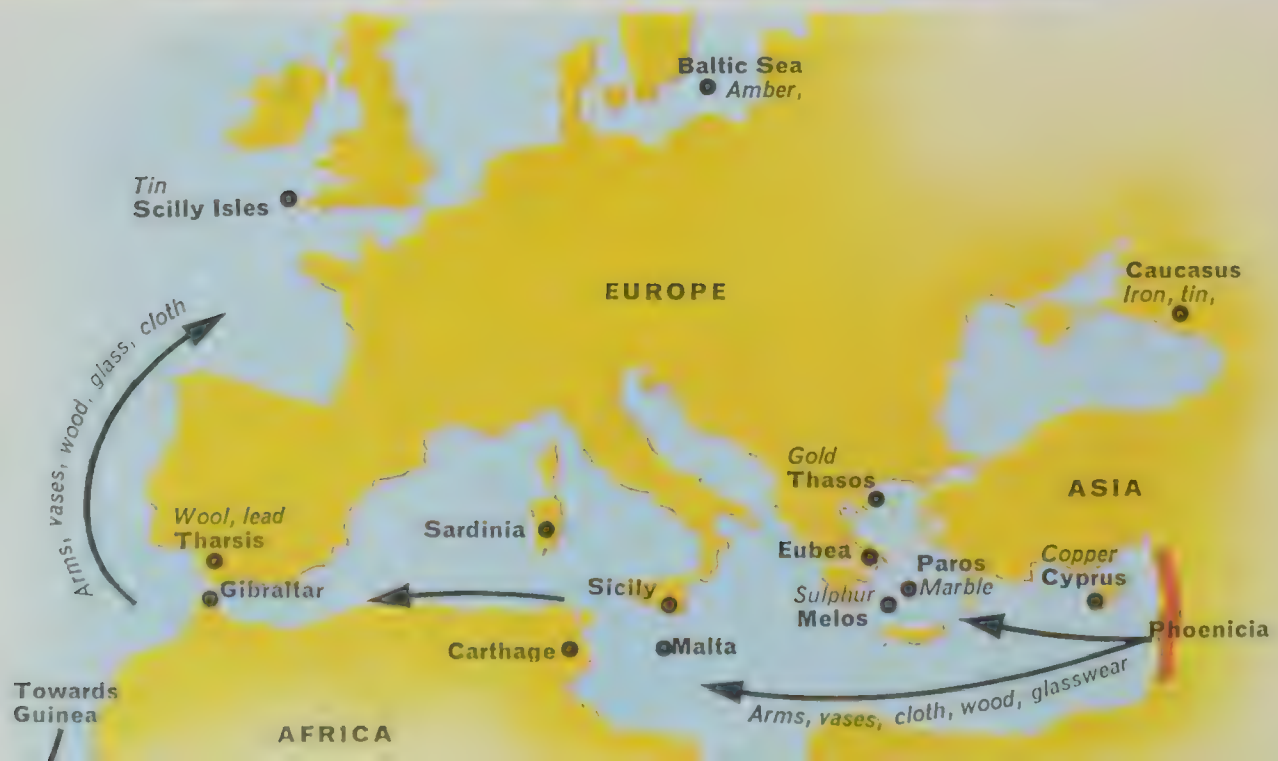 Baltic Sea
Amber,
Tin
Scilly Isles
EUROPE
Caucasus
Iron, tin,
Arms, vases, wood, glass, cloth
Gold
Thasos
ASIA
Wool, lead
Tharsis
Sardinia
Eubea
Paros
Marble
Copper
Cyprus
Gibraltar
Sicily
Sulphur
Melos
Phoenicia
Carthage
Malta
Arms, vases, cloth, wood, glasswear
Towards
Guinea
AFRICA